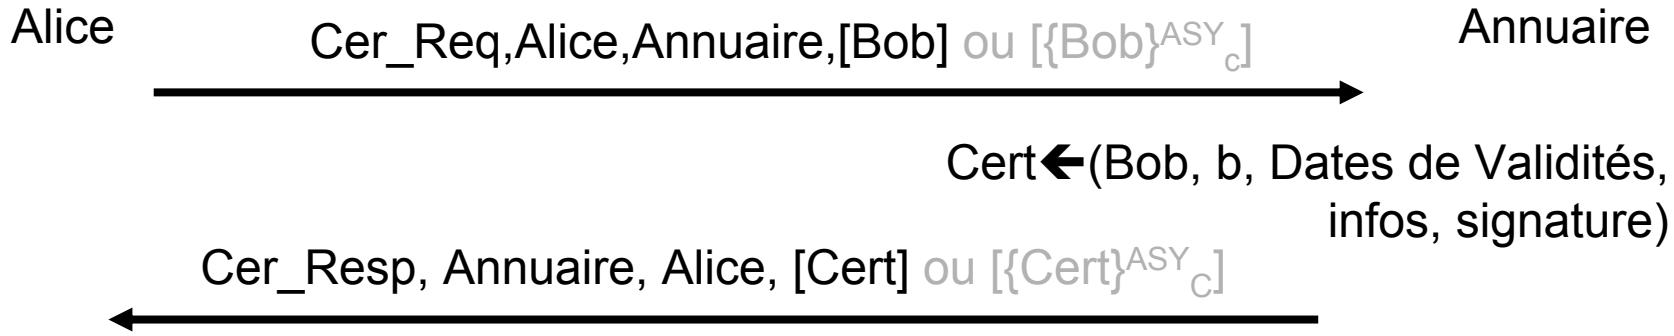 Alice
Annuaire
Cer_Req,Alice,Annuaire,[Bob] ou [{Bob}ASYc]
Cert🡸(Bob, b, Dates de Validités,
infos, signature)
Cer_Resp, Annuaire, Alice, [Cert] ou [{Cert}ASYC]